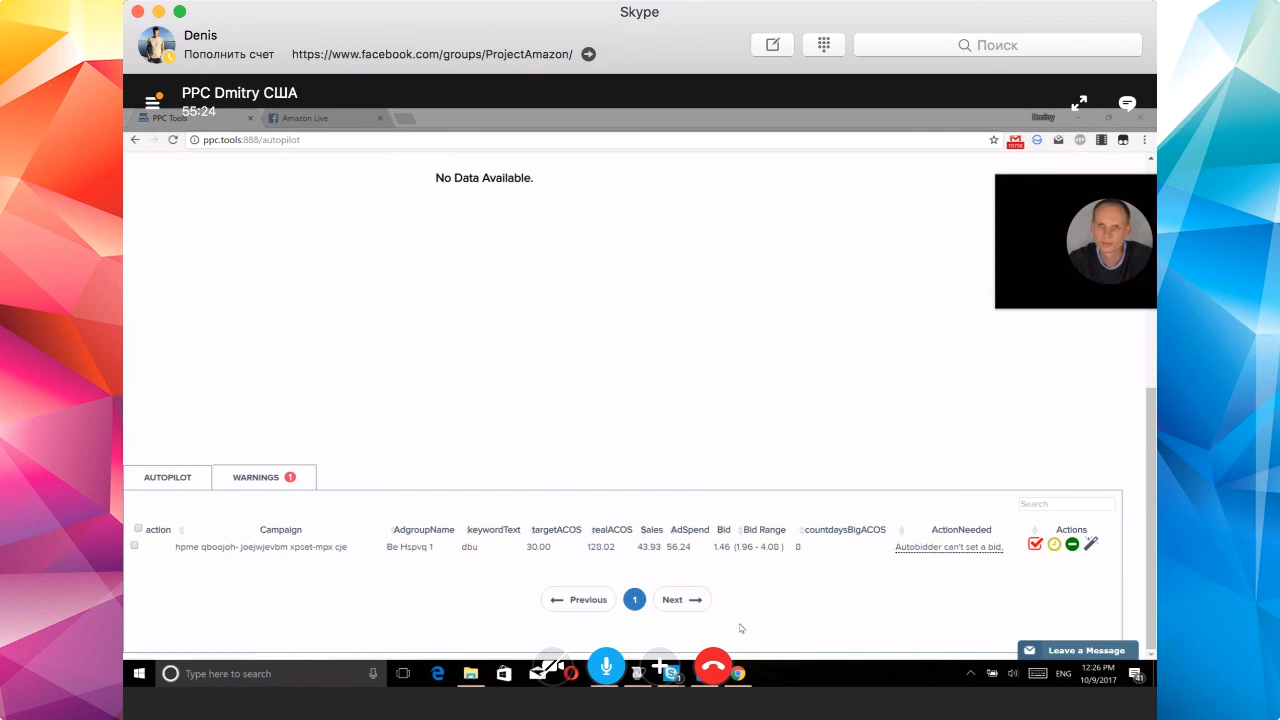 Skype
Denis
Пополнить счет https://www.facebook.com/groups/ProjectAmazon/
Поиск
PPC Dmitry США
55:24
PPC Tools
Amazon Live
Dmitry
ppc.tools:888/autopilot
No Data Available.
AUTOPILOT
WARNINGS 1
Search
action Campaign AdgroupName keywordText targetACOS realACOS Sales AdSpend Bid Bid Range countdaysBigACOS ActionNeeded Actions
hpme qboojoh- joejwjevbm xpset-mpx cje Be Hspvq 1 dbu 30.00 128.02 43.93 56.24 1.46 (1.96 - 4.08 ) 8 Autobidder can't set a bid,
Previous 1 Next
Leave a Message
Type here to search
ENG
12:26 PM
10/9/2017
41